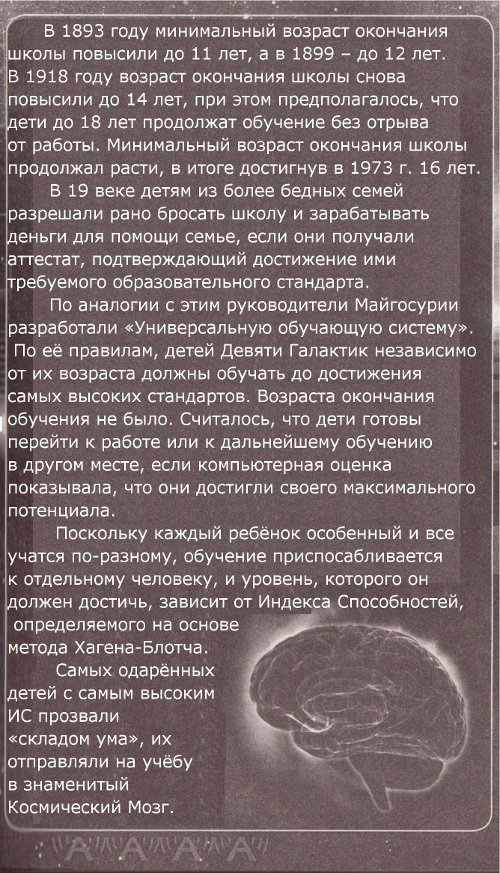 В 1893 году минимальный возраст окончания
школы повысили до 11 лет, а в 1899 – до 12 лет.
В 1918 году возраст окончания школы снова
повысили до 14 лет, при этом предполагалось, что
дети до 18 лет продолжат обучение без отрыва
от работы. Минимальный возраст окончания школы
продолжал расти, в итоге достигнув в 1973 г. 16 лет.
В 19 веке детям из более бедных семей
разрешали рано бросать школу и зарабатывать
деньги для помощи семье, если они получали
аттестат, подтверждающий достижение ими
требуемого образовательного стандарта.
По аналогии с этим руководители Майгосурии
разработали «Универсальную обучающую систему».
По её правилам, детей Девяти Галактик независимо
от их возраста должны обучать до достижения
самых высоких стандартов. Возраста окончания
обучения не было. Считалось, что дети готовы
перейти к работе или к дальнейшему обучению
в другом месте, если компьютерная оценка
показывала, что они достигли своего максимального
потенциала.
Поскольку каждый ребёнок особенный и все
учатся по-разному, обучение приспосабливается
к отдельному человеку, и уровень, которого он
должен достичь, зависит от Индекса Способностей,
определяемого на основе
метода Хагена-Блотча.
Самых одарённых
детей с самым высоким
ИС прозвали
«складом ума», их
отправляли на учёбу
в знаменитый
Космический Мозг.
А А А А